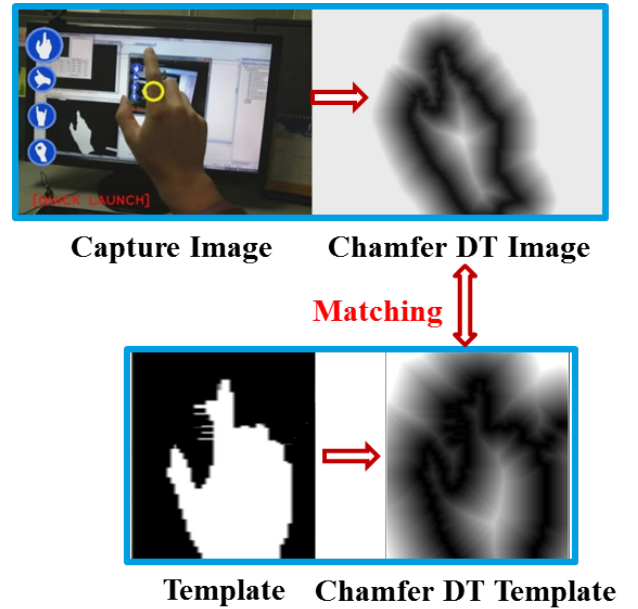 [QUICK LAUNCH]
Capture Image
Chamfer DT Image
Matching
Template
Chamfer DT Template